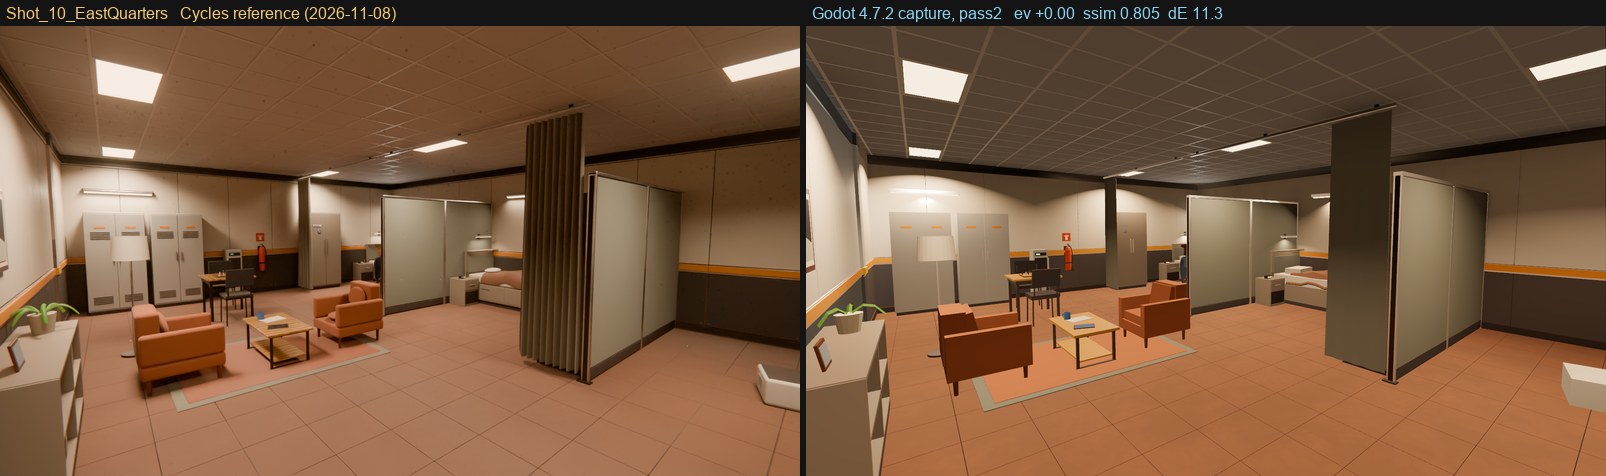 Shot_10_EastQuarters   Cycles reference (2026-11-08)
Godot 4.7.2 capture, pass2   ev +0.00  ssim 0.805  dE 11.3